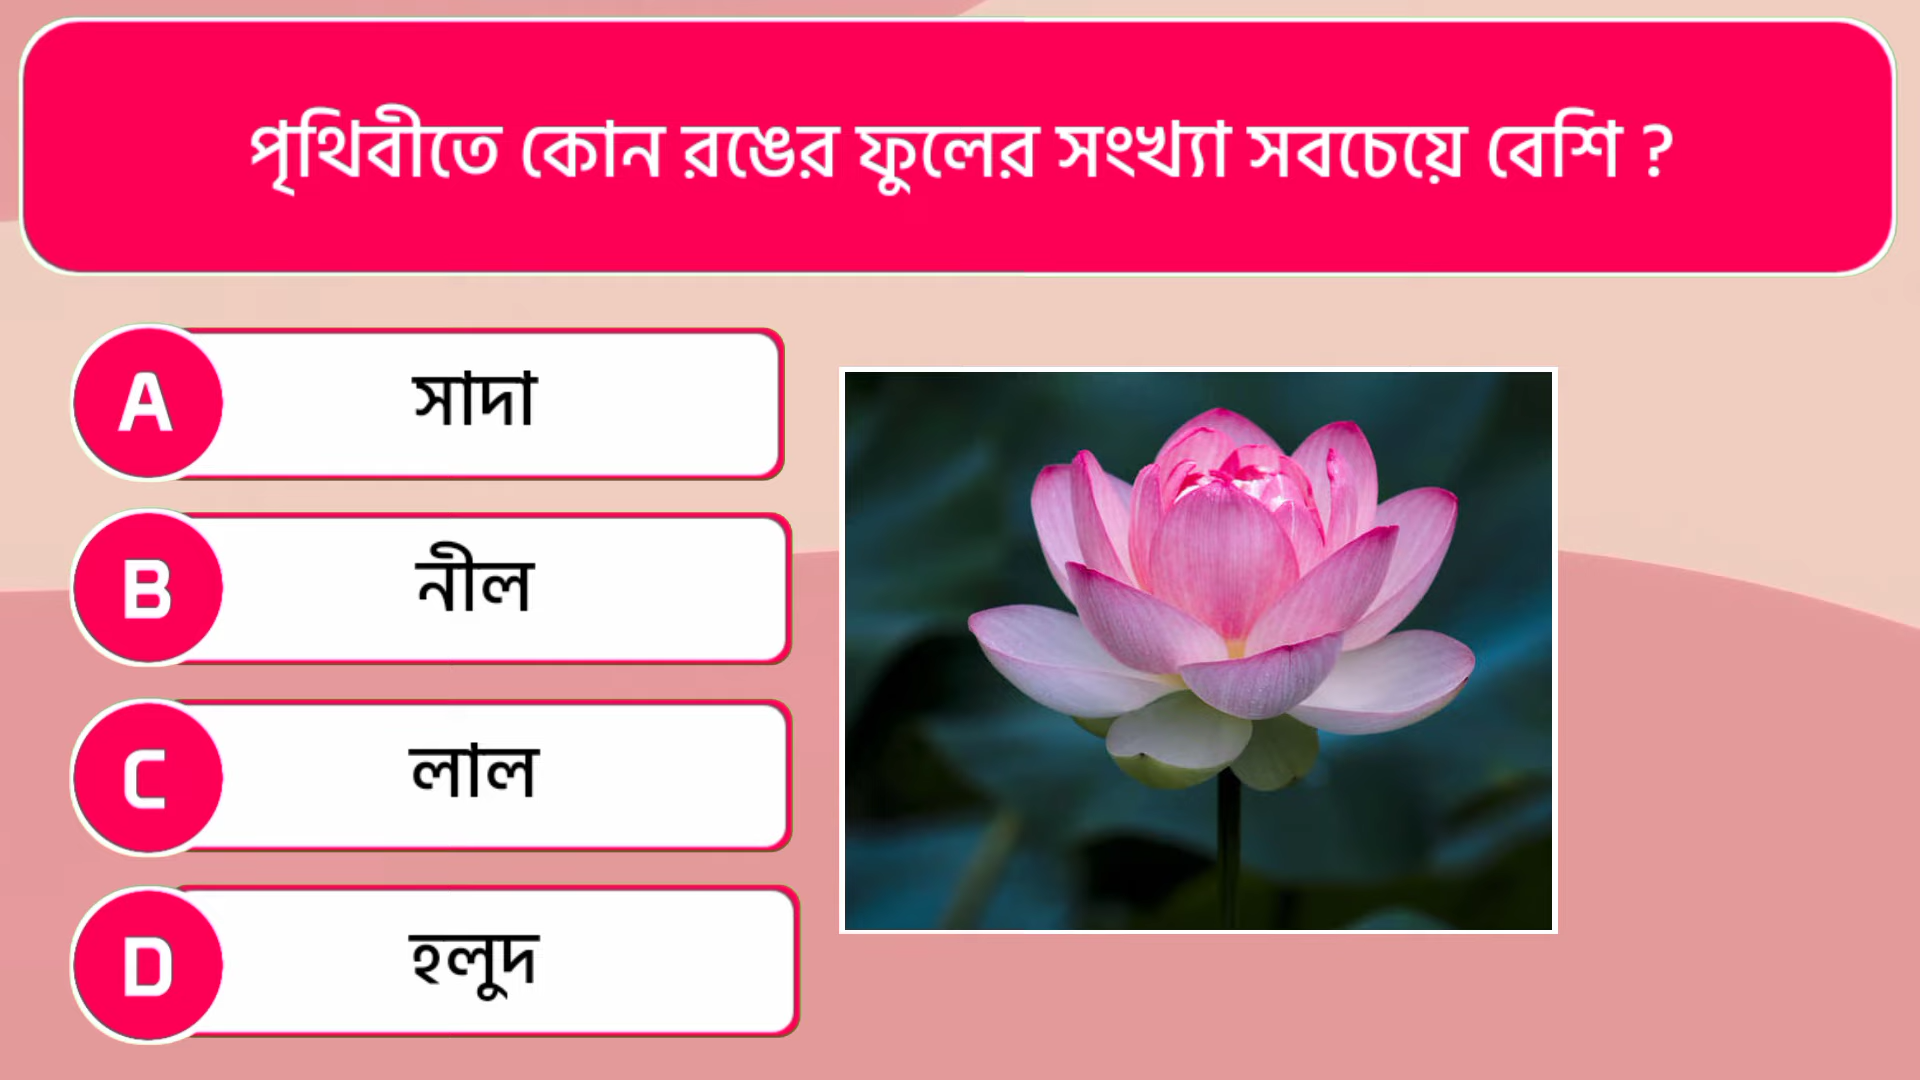 পৃথিবীতে কোন রঙের ফুলের সংখ্যা সবচেয়ে বেশি ?
A সাদা
B নীল
C লাল
D হলুদ